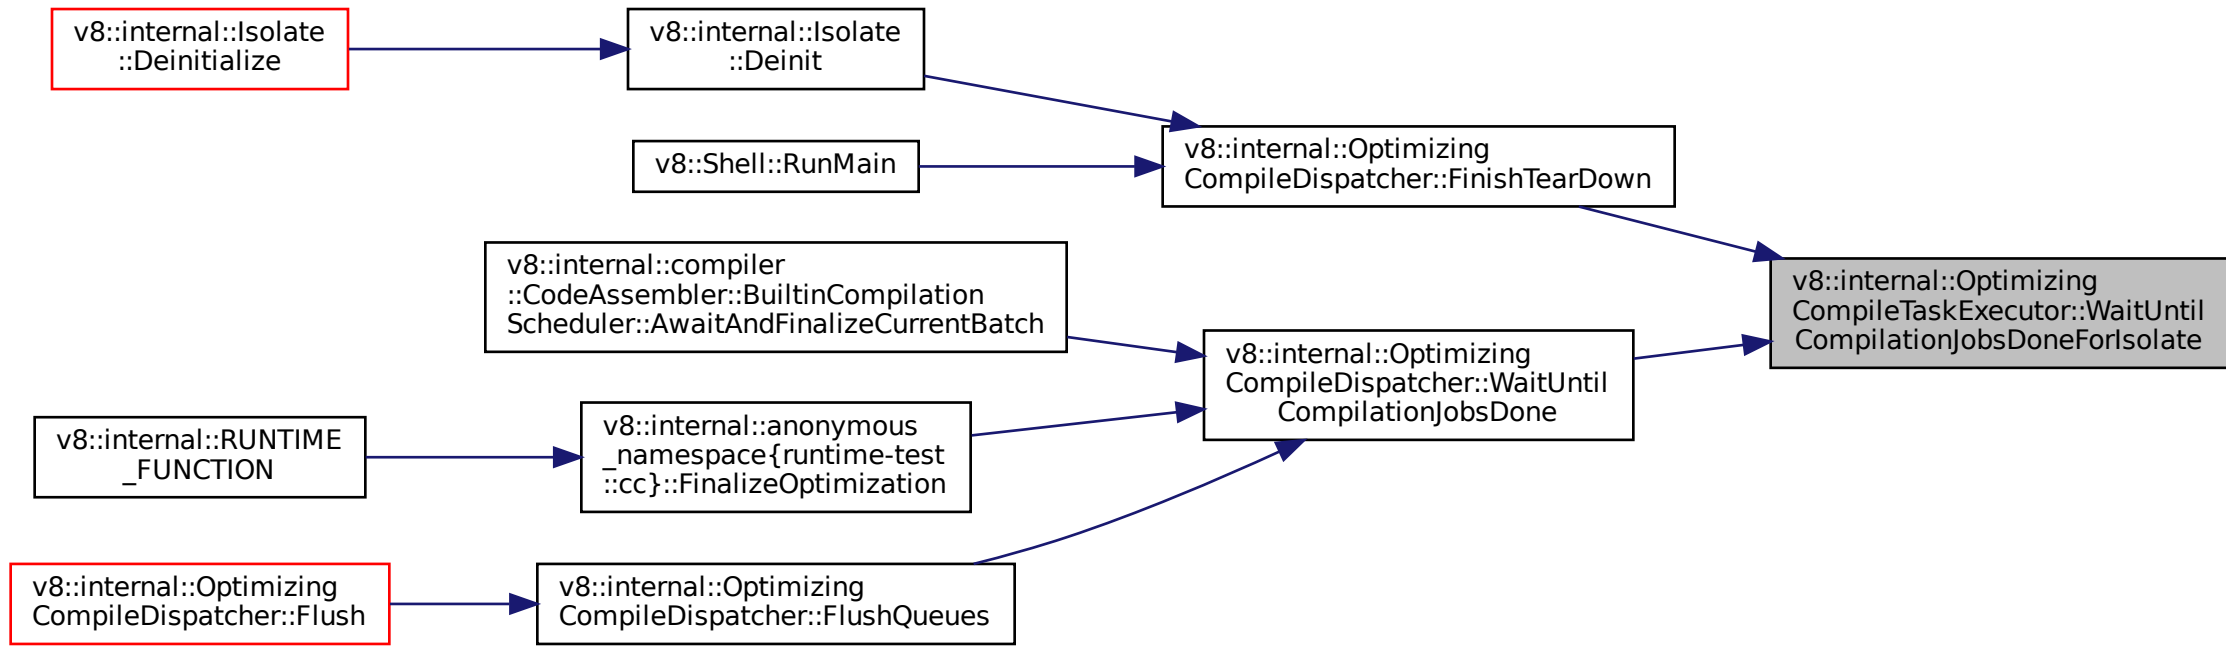 v8::internal::Isolate
::Deinitialize
v8::internal::Isolate
::Deinit
v8::Shell::RunMain
v8::internal::Optimizing
CompileDispatcher::FinishTearDown
v8::internal::compiler
::CodeAssembler::BuiltinCompilation
Scheduler::AwaitAndFinalizeCurrentBatch
v8::internal::Optimizing
CompileTaskExecutor::WaitUntil
CompilationJobsDoneForIsolate
v8::internal::Optimizing
CompileDispatcher::WaitUntil
CompilationJobsDone
v8::internal::RUNTIME
_FUNCTION
v8::internal::anonymous
_namespace{runtime-test
::cc}::FinalizeOptimization
v8::internal::Optimizing
CompileDispatcher::Flush
v8::internal::Optimizing
CompileDispatcher::FlushQueues